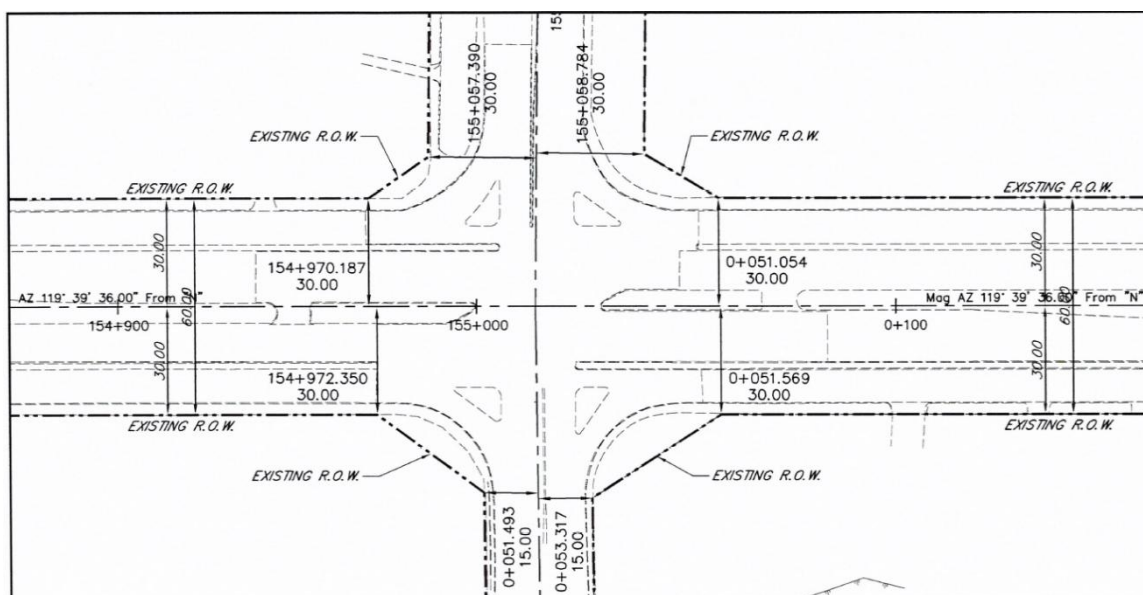 155+057.390
30.00
155+058.784
30.00
EXISTING R.O.W.
EXISTING R.O.W.
EXISTING R.O.W.
EXISTING R.O.W.
30.00
60.00
154+970.187
30.00
0+051.054
30.00
30.00
60.00
AZ 119° 39' 36.00" From "N"
Mag AZ 119° 39' 36.00" From "N"
154+900
155+000
0+100
30.00
154+972.350
30.00
0+051.569
30.00
30.00
EXISTING R.O.W.
EXISTING R.O.W.
EXISTING R.O.W.
EXISTING R.O.W.
0+051.493
15.00
0+053.317
15.00